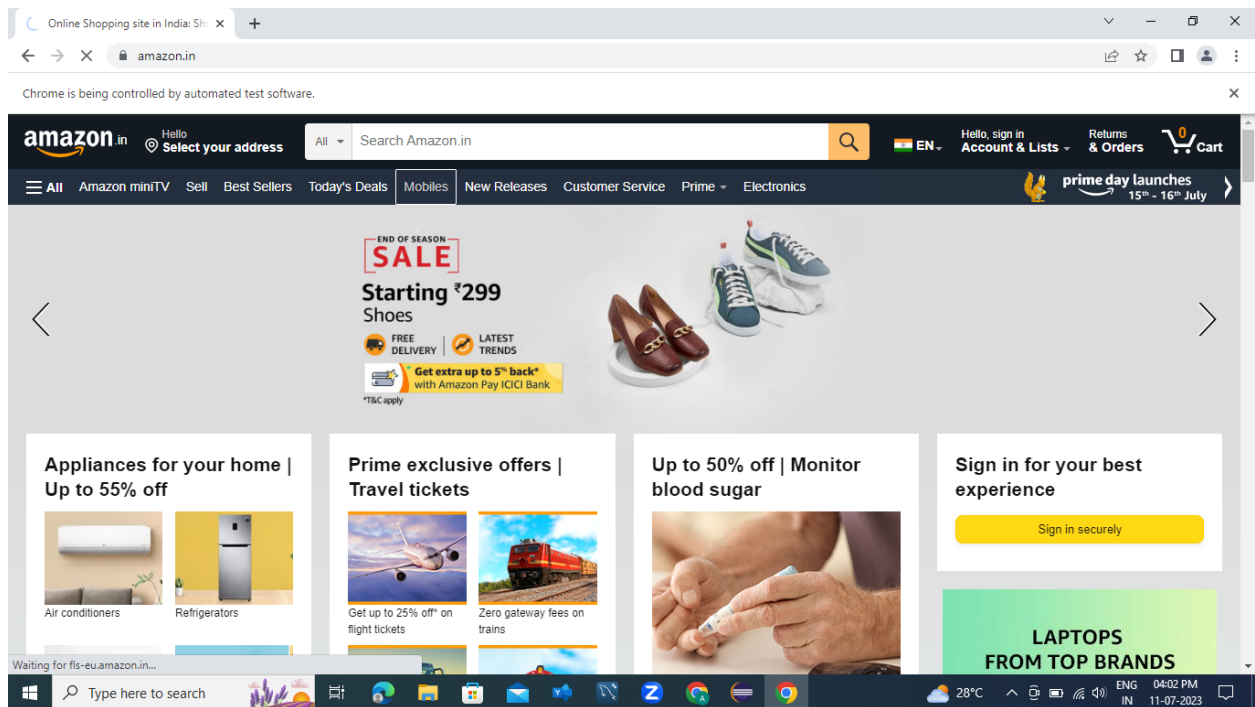 Online Shopping site in India: Sh
amazon.in
Chrome is being controlled by automated test software.
amazon.in
Hello
Select your address
All
Search Amazon.in
EN
Hello, sign in
Account & Lists
Returns
& Orders
0
Cart
All Amazon miniTV Sell Best Sellers Today's Deals Mobiles New Releases Customer Service Prime Electronics
prime day launches
15th - 16th July
END OF SEASON
SALE
Starting ₹299
Shoes
FREE
DELIVERY
LATEST
TRENDS
Get extra up to 5% back*
with Amazon Pay ICICI Bank
*T&C apply
Appliances for your home |
Up to 55% off
Air conditioners
Refrigerators
Prime exclusive offers |
Travel tickets
Get up to 25% off* on
flight tickets
Zero gateway fees on
trains
Up to 50% off | Monitor
blood sugar
Sign in for your best
experience
Sign in securely
LAPTOPS
FROM TOP BRANDS
Waiting for fls-eu.amazon.in...
Type here to search
28°C
ENG
IN
04:02 PM
11-07-2023